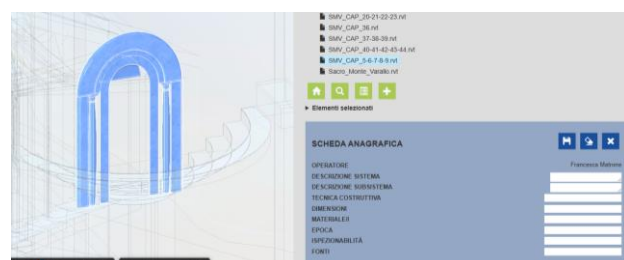 SMV_CAP_20-21-22-23.rvt
SMV_CAP_36.rvt
SMV_CAP_37-38-39.rvt
SMV_CAP_40-41-42-43-44.rvt
SMV_CAP_5-6-7-8-9.rvt
Sacro_Monte_Varallo.rvt
Elementi selezionati
SCHEDA ANAGRAFICA
OPERATORE Francesca Matrone
DESCRIZIONE SISTEMA
DESCRIZIONE SUBSISTEMA
TECNICA COSTRUTTIVA
DIMENSIONI
MATERIALE/I
EPOCA
ISPEZIONABILITÀ
FONTI